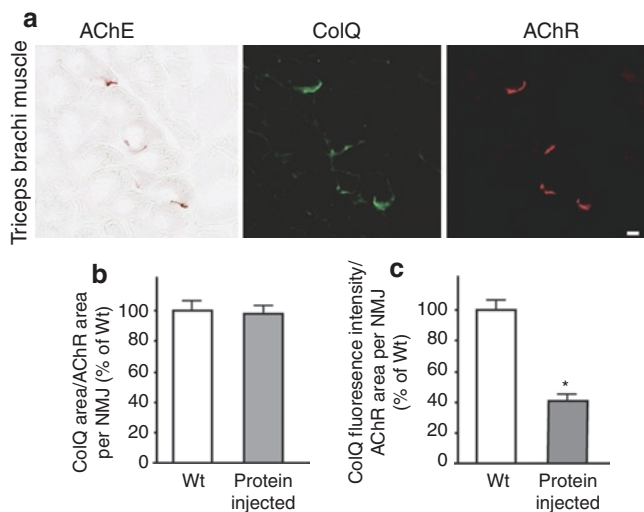 a
AChE
ColQ
AChR
Triceps brachi muscle
b
ColQ area/AChR area
per NMJ (% of Wt)
100
80
60
40
20
0
Wt
Protein
injected
c
ColQ fluoresence intensity/
AChR area per NMJ
(% of Wt)
100
80
60
40
20
0
*
Wt
Protein
injected